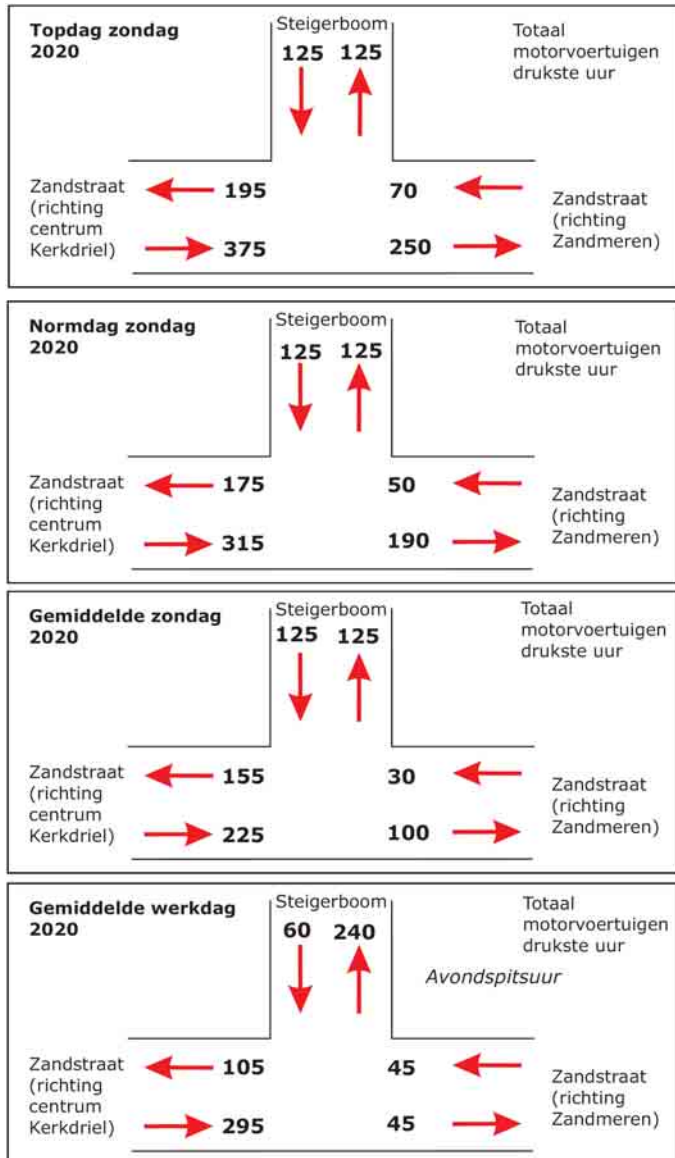 Topdag zondag
2020
Steigerboom
125 125
Totaal
motorvoertuigen
drukste uur
Zandstraat
(richting
centrum
Kerkdriel)
195
375
70
250
Zandstraat
(richting
Zandmeren)
Normdag zondag
2020
Steigerboom
125 125
Totaal
motorvoertuigen
drukste uur
Zandstraat
(richting
centrum
Kerkdriel)
175
315
50
190
Zandstraat
(richting
Zandmeren)
Gemiddelde zondag
2020
Steigerboom
125 125
Totaal
motorvoertuigen
drukste uur
Zandstraat
(richting
centrum
Kerkdriel)
155
225
30
100
Zandstraat
(richting
Zandmeren)
Gemiddelde werkdag
2020
Steigerboom
60 240
Totaal
motorvoertuigen
drukste uur
Avondspitsuur
Zandstraat
(richting
centrum
Kerkdriel)
105
295
45
45
Zandstraat
(richting
Zandmeren)